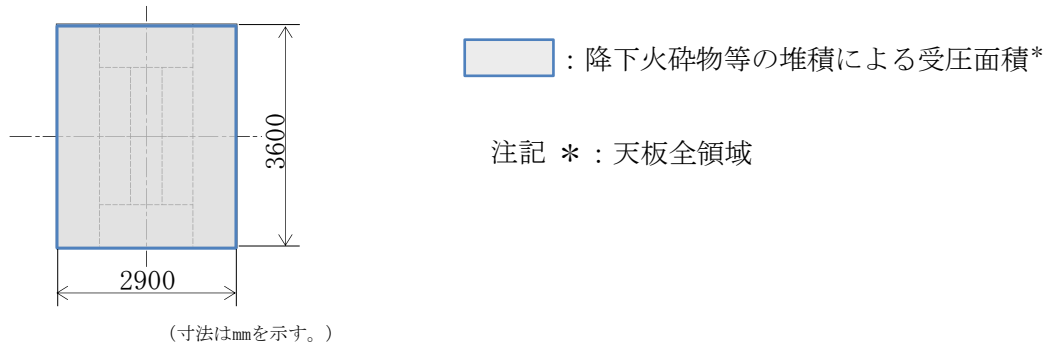 ：降下火砕物等の堆積による受圧面積*
注記 ＊：天板全領域
3600
2900
(寸法は㎜を示す。)